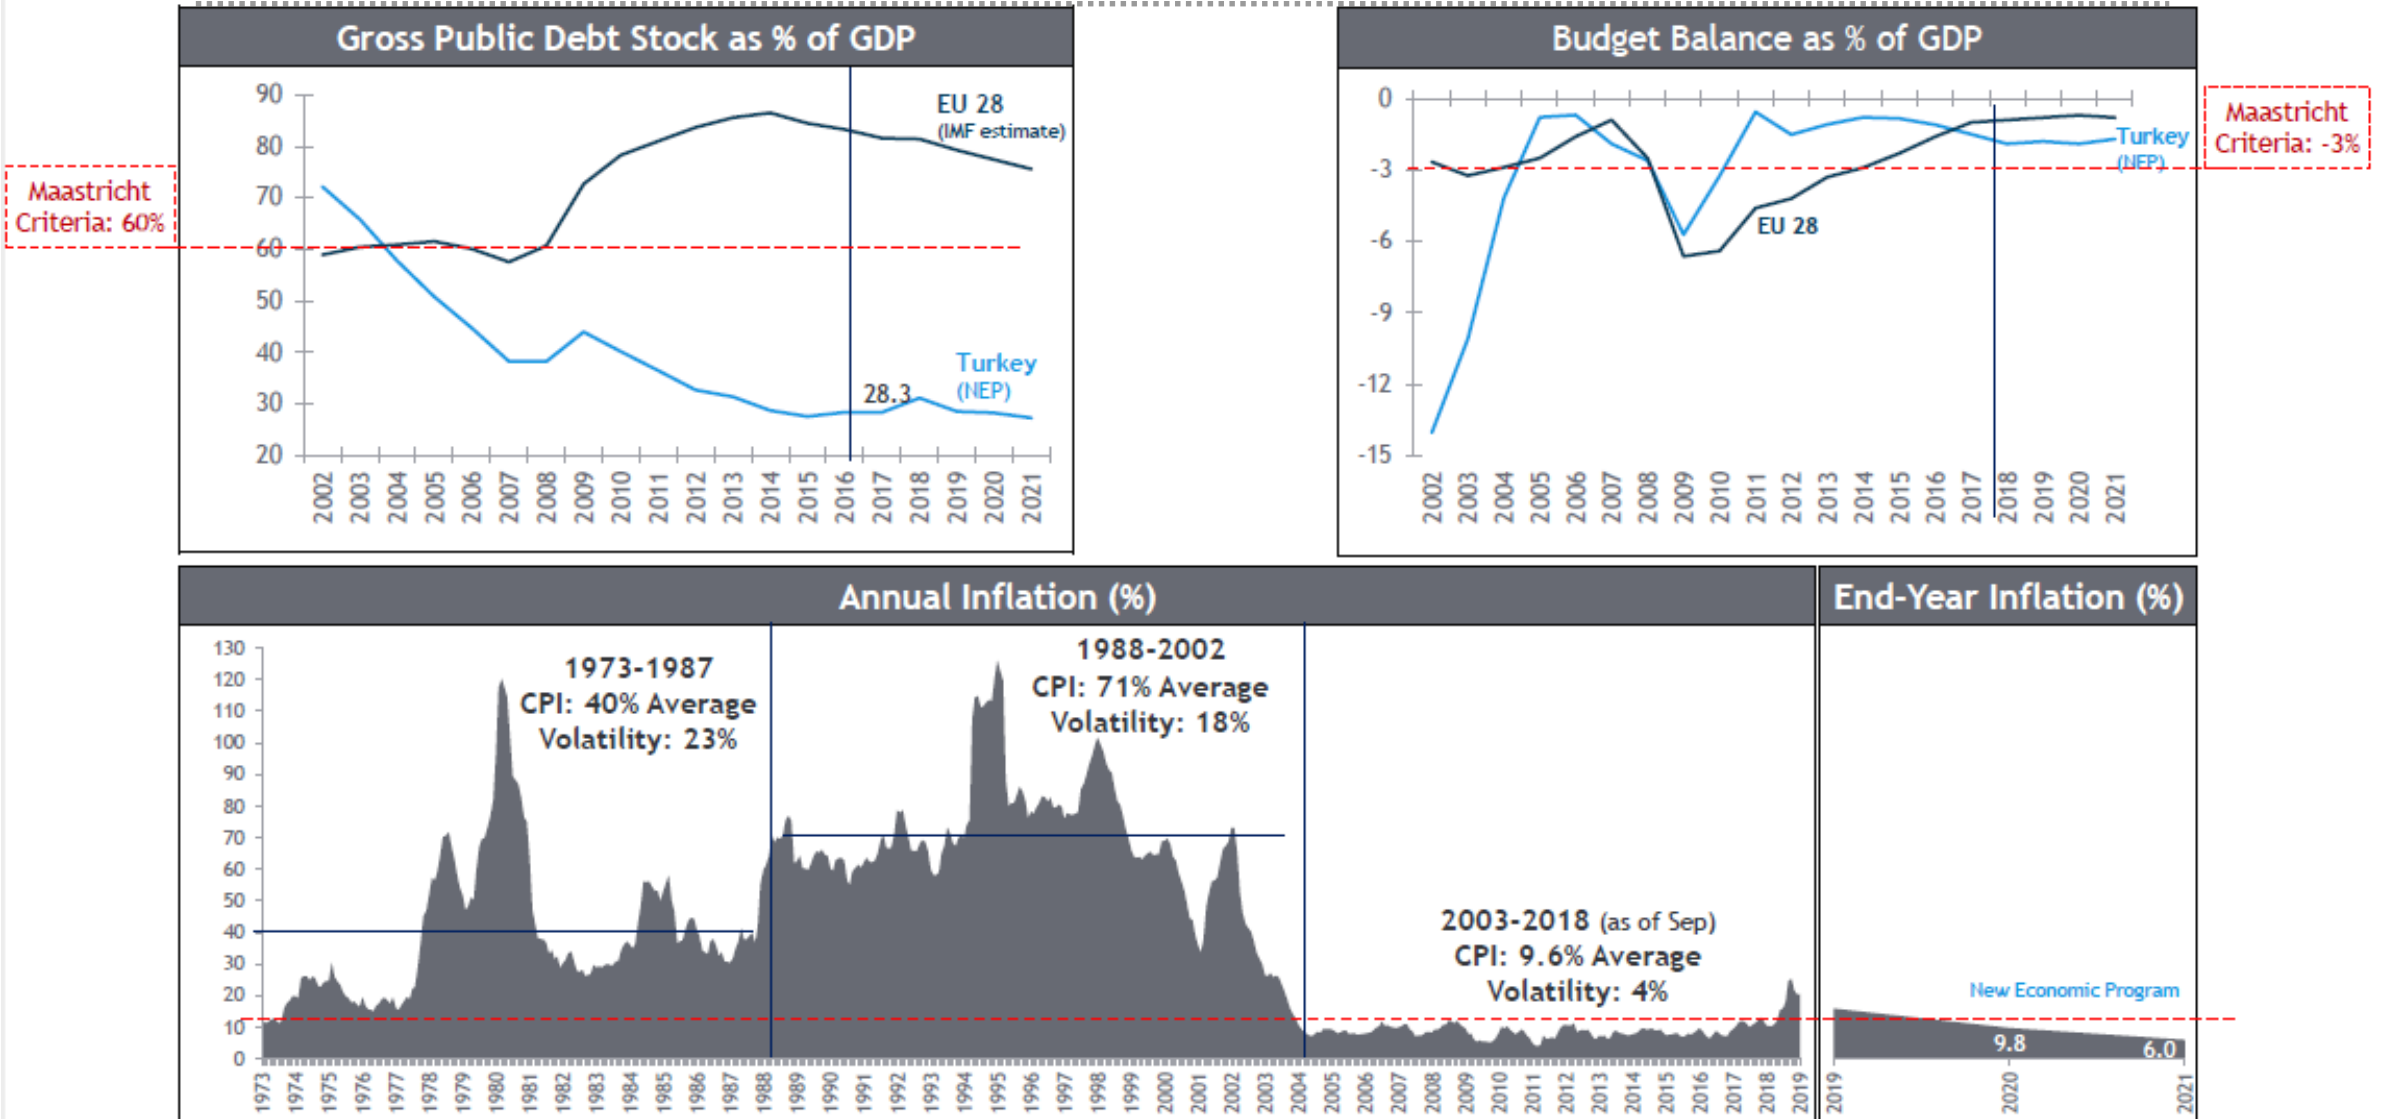 Gross Public Debt Stock as % of GDP
90
80
70
60
50
40
30
20
EU 28
(IMF estimate)
Turkey
(NEP)
28.3
Maastricht
Criteria: 60%
2002 2003 2004 2005 2006 2007 2008 2009 2010 2011 2012 2013 2014 2015 2016 2017 2018 2019 2020 2021
Budget Balance as % of GDP
0
-3
-6
-9
-12
-15
Turkey
(NEP)
EU 28
Maastricht
Criteria: -3%
2002 2003 2004 2005 2006 2007 2008 2009 2010 2011 2012 2013 2014 2015 2016 2017 2018 2019 2020 2021
Annual Inflation (%)
130
120
110
100
90
80
70
60
50
40
30
20
10
0
1973-1987
CPI: 40% Average
Volatility: 23%
1988-2002
CPI: 71% Average
Volatility: 18%
2003-2018 (as of Sep)
CPI: 9.6% Average
Volatility: 4%
1973 1974 1975 1976 1977 1978 1979 1980 1981 1982 1983 1984 1985 1986 1987 1988 1989 1990 1991 1992 1993 1994 1995 1996 1997 1998 1999 2000 2001 2002 2003 2004 2005 2006 2007 2008 2009 2010 2011 2012 2013 2014 2015 2016 2017 2018 2019
End-Year Inflation (%)
New Economic Program
9.8
6.0
2019 2020 2021